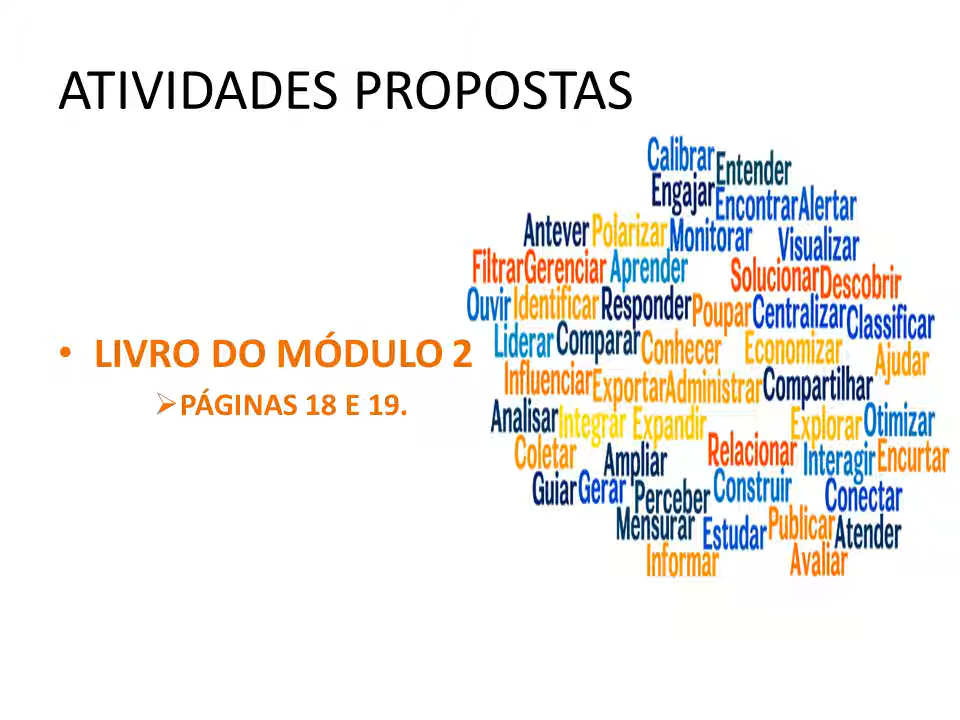 ATIVIDADES PROPOSTAS
• LIVRO DO MÓDULO 2
➢PÁGINAS 18 E 19.
Calibrar Entender
Engajar Encontrar Alertar
Antever Polarizar Monitorar Visualizar
Filtrar Gerenciar Aprender Solucionar Descobrir
Ouvir Identificar Responder Poupar Centralizar Classificar
Liderar Comparar Conhecer Economizar Ajudar
Influenciar Exportar Administrar Compartilhar
Analisar Integrar Expandir Explorar Otimizar
Coletar Ampliar Relacionar Interagir Encurtar
Guiar Gerar Perceber Construir Conectar
Mensurar Estudar Publicar Atender
Informar Avaliar